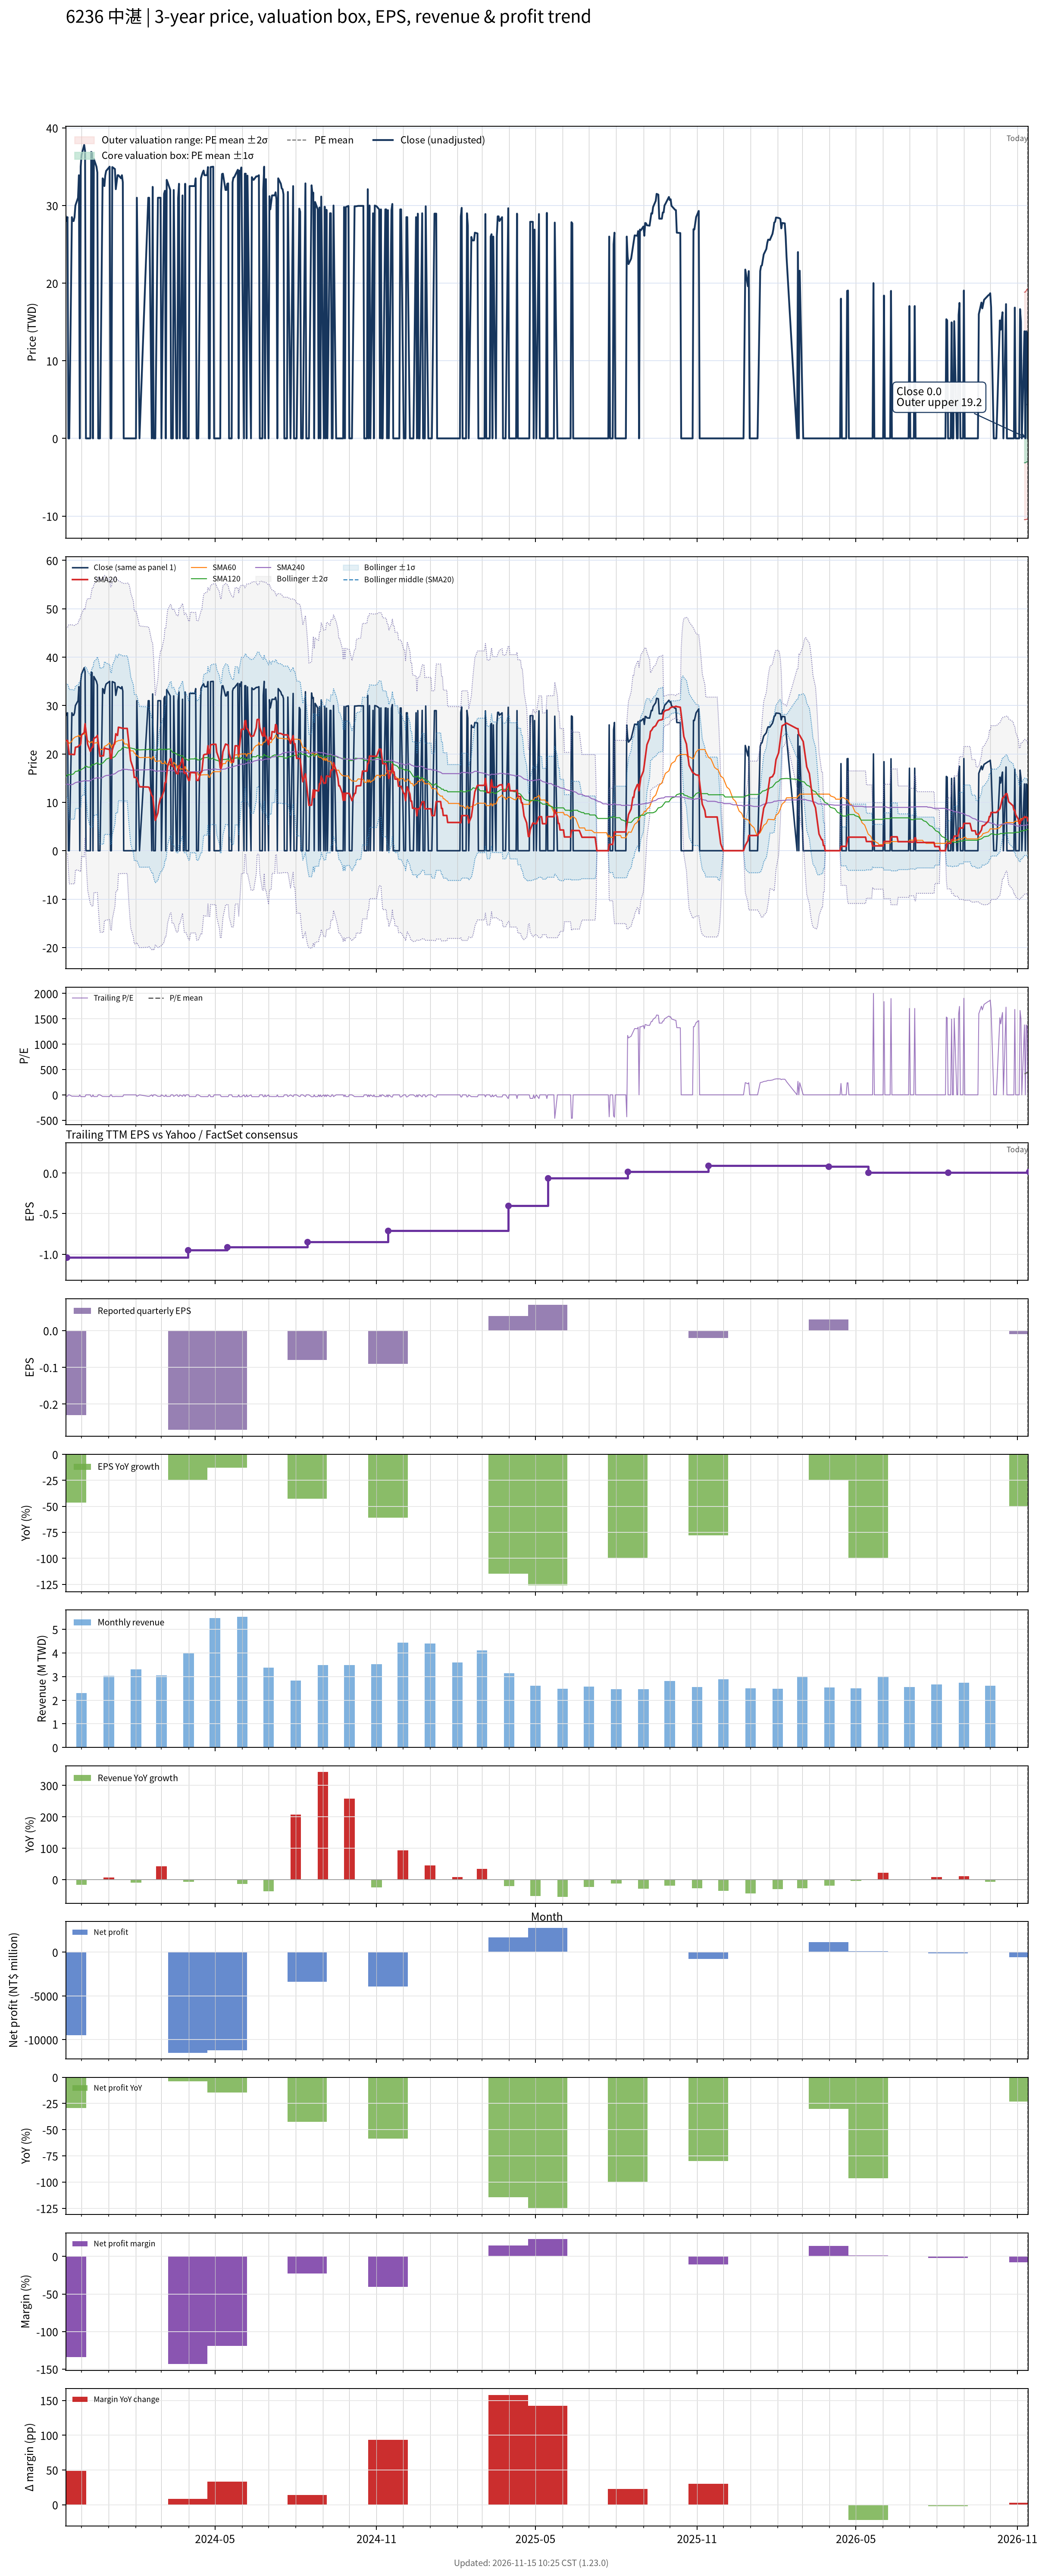 6236 中湛 | 3-year price, valuation box, EPS, revenue & profit trend
Outer valuation range: PE mean ±2σ
PE mean
Close (unadjusted)
Core valuation box: PE mean ±1σ
Today
40
30
20
10
0
-10
Price (TWD)
Close 0.0
Outer upper 19.2
Close (same as panel 1)
SMA20
SMA60
SMA120
SMA240
Bollinger ±2σ
Bollinger ±1σ
Bollinger middle (SMA20)
60
50
40
30
20
10
0
-10
-20
Price
Trailing P/E
P/E mean
2000
1500
1000
500
0
-500
P/E
Trailing TTM EPS vs Yahoo / FactSet consensus
Today
0.0
-0.5
-1.0
EPS
Reported quarterly EPS
0.0
-0.1
-0.2
EPS
EPS YoY growth
0
-25
-50
-75
-100
-125
YoY (%)
Monthly revenue
5
4
3
2
1
0
Revenue (M TWD)
Revenue YoY growth
300
200
100
0
YoY (%)
Month
Net profit
0
-5000
-10000
Net profit (NT$ million)
Net profit YoY
0
-25
-50
-75
-100
-125
YoY (%)
Net profit margin
0
-50
-100
-150
Margin (%)
Margin YoY change
150
100
50
0
Δ margin (pp)
2024-05
2024-11
2025-05
2025-11
2026-05
2026-11
Updated: 2026-11-15 10:25 CST (1.23.0)